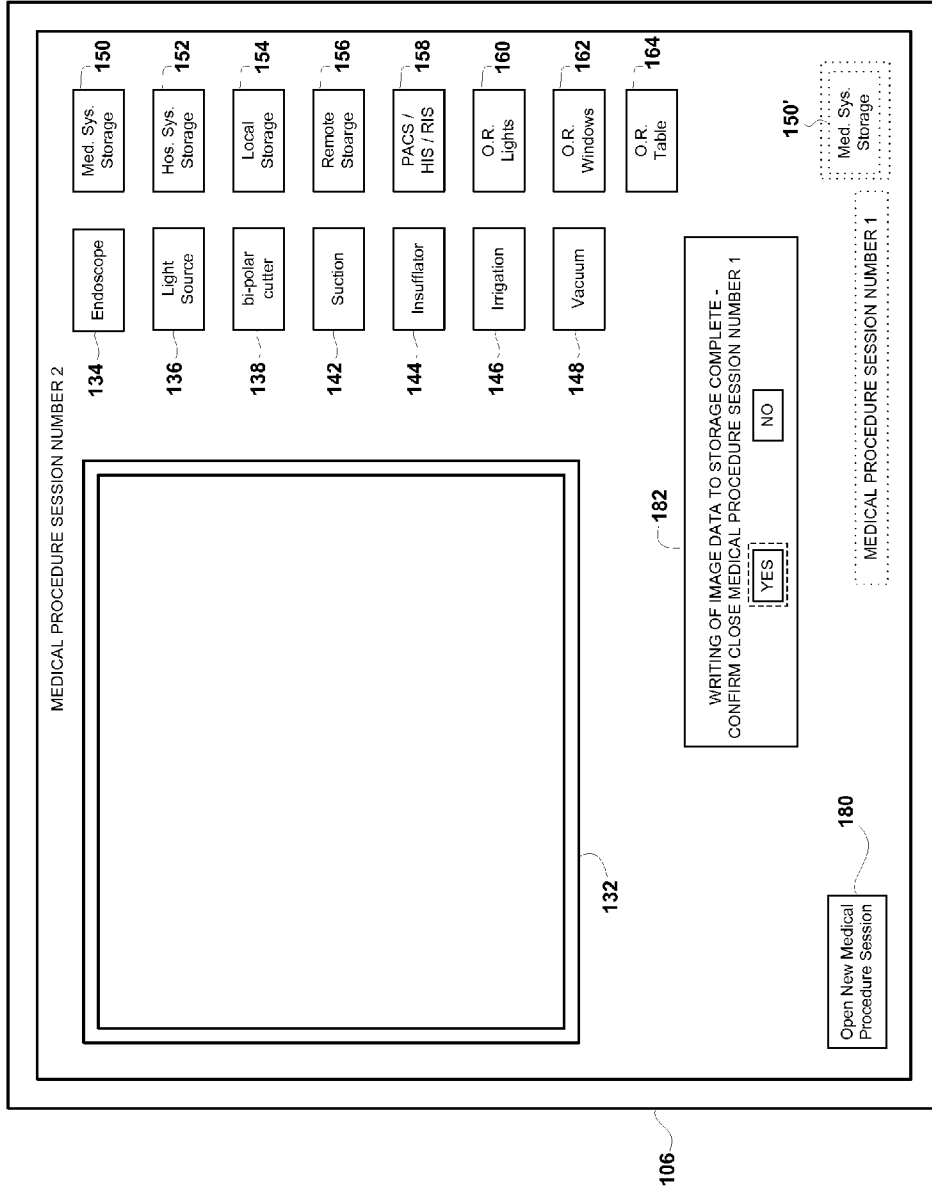 MEDICAL PROCEDURE SESSION NUMBER 2
134
Endoscope
Med. Sys.
Storage
150
136
Light
Source
Hos. Sys.
Storage
152
138
bi-polar
cutter
Local
Storage
154
142
Suction
Remote
Stoarge
156
144
Insufflator
PACS /
HIS / RIS
158
146
Irrigation
O.R.
Lights
160
148
Vacuum
O.R.
Windows
162
O.R.
Table
164
132
182
WRITING OF IMAGE DATA TO STORAGE COMPLETE -
CONFIRM CLOSE MEDICAL PROCEDURE SESSION NUMBER 1
YES
NO
180
Open New Medical
Procedure Session
MEDICAL PROCEDURE SESSION NUMBER 1
150'
Med. Sys.
Storage
106